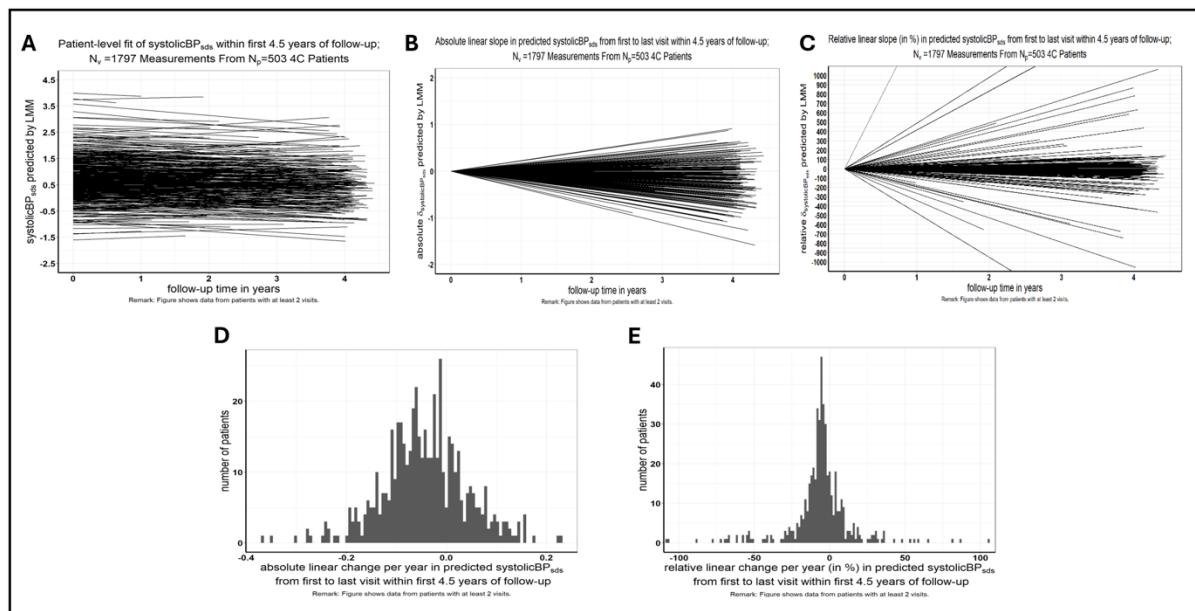 A
Patient-level fit of systolicBPsds within first 4.5 years of follow-up;
Nv =1797 Measurements From Np=503 4C Patients
systolicBPsds predicted by LMM
4.5
3.5
2.5
1.5
0.5
-0.5
-1.5
-2.5
0 1 2 3 4
follow-up time in years
Remark: Figure shows data from patients with at least 2 visits.
B
Absolute linear slope in predicted systolicBPsds from first to last visit within 4.5 years of follow-up;
Nv =1797 Measurements From Np=503 4C Patients
absolute δsystolicBPsds predicted by LMM
2
1
0
-1
-2
0 1 2 3 4
follow-up time in years
Remark: Figure shows data from patients with at least 2 visits.
C
Relative linear slope (in %) in predicted systolicBPsds from first to last visit within 4.5 years of follow-up;
Nv =1797 Measurements From Np=503 4C Patients
relative δsystolicBPsds predicted by LMM
1000
900
800
700
600
500
400
300
200
100
0
-100
-200
-300
-400
-500
-600
-700
-800
-900
-1000
0 1 2 3 4
follow-up time in years
Remark: Figure shows data from patients with at least 2 visits.
D
number of patients
20
10
0
-0.4 -0.2 0.0 0.2
absolute linear change per year in predicted systolicBPsds
from first to last visit within first 4.5 years of follow-up
Remark: Figure shows data from patients with at least 2 visits.
E
number of patients
40
30
20
10
0
-100 -50 0 50 100
relative linear change per year (in %) in predicted systolicBPsds
from first to last visit within first 4.5 years of follow-up
Remark: Figure shows data from patients with at least 2 visits.